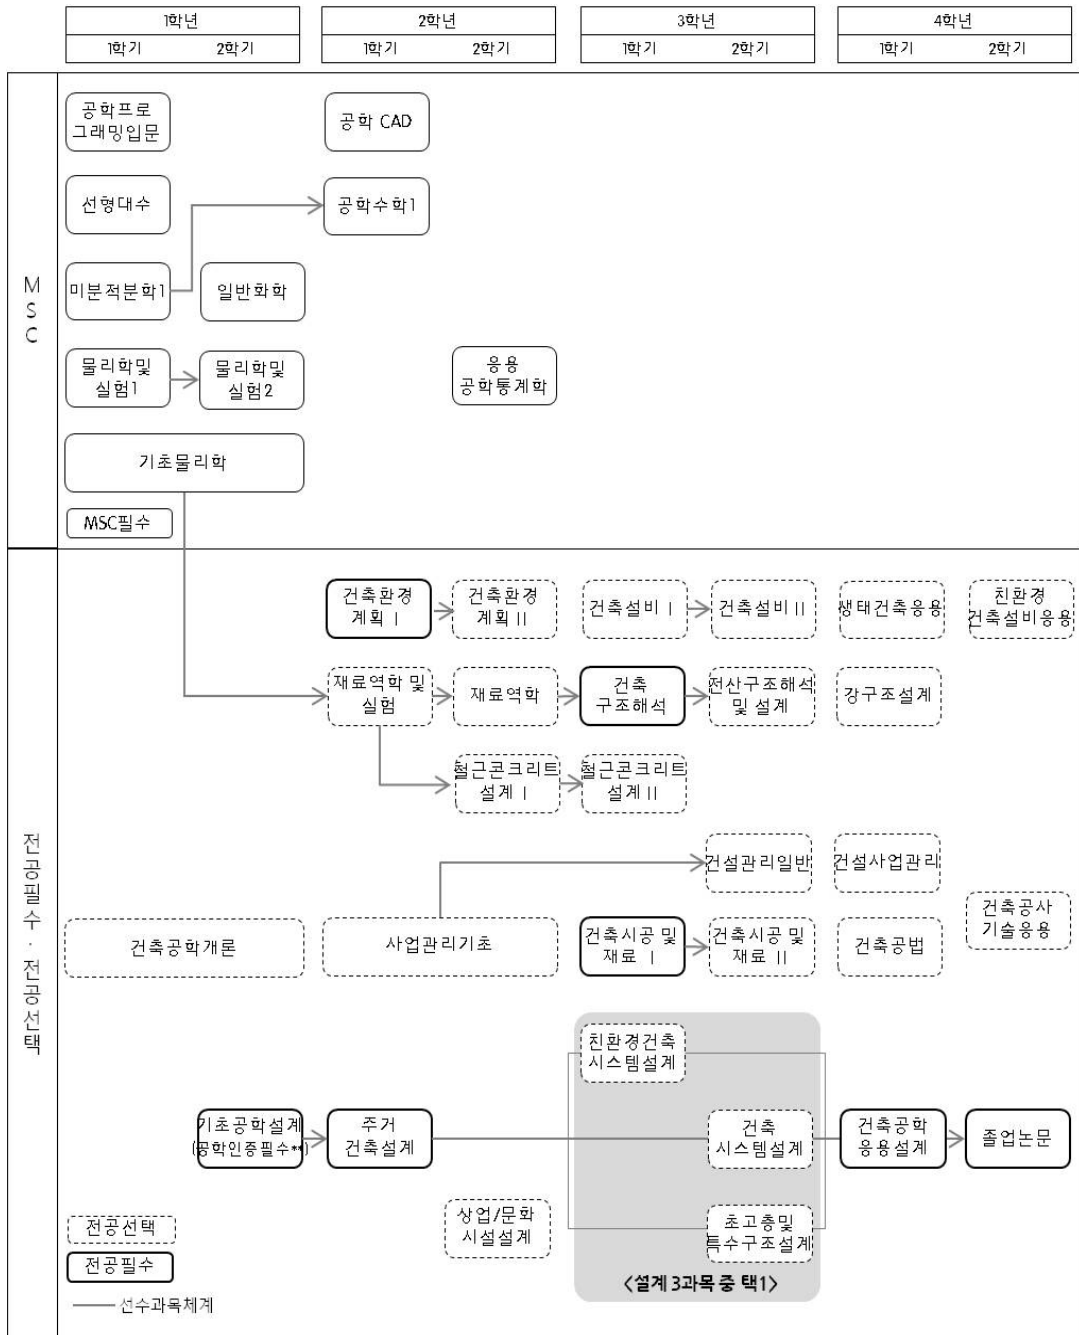 1학년 2학년 3학년 4학년
1학기 2학기 1학기 2학기 1학기 2학기 1학기 2학기
공학프로
그래밍입문
공학 CAD
선형대수
공학수학1
MSC
미분적분학1
일반화학
물리학및
실험1
물리학및
실험2
응용
공학통계학
기초물리학
MSC필수
건축환경
계획 I
건축환경
계획 II
건축설비 I
건축설비 II
생태건축응용
친환경
건축설비응용
재료역학 및
실험
재료역학
건축
구조해석
전산구조해석
및 설계
강구조설계
철근콘크리트
설계 I
철근콘크리트
설계 II
전공필수·전공선택
건설관리일반
건설사업관리
건축공학개론
사업관리기초
건축시공 및
재료 I
건축시공 및
재료 II
건축공법
건축공사
기술응용
친환경건축
시스템설계
기초공학설계
(공학인증필수**)
주거
건축설계
건축
시스템설계
건축공학
응용설계
졸업논문
상업/문화
시설설계
초고층및
특수구조설계
<설계 3과목 중 택1>
전공선택
전공필수
선수과목체계